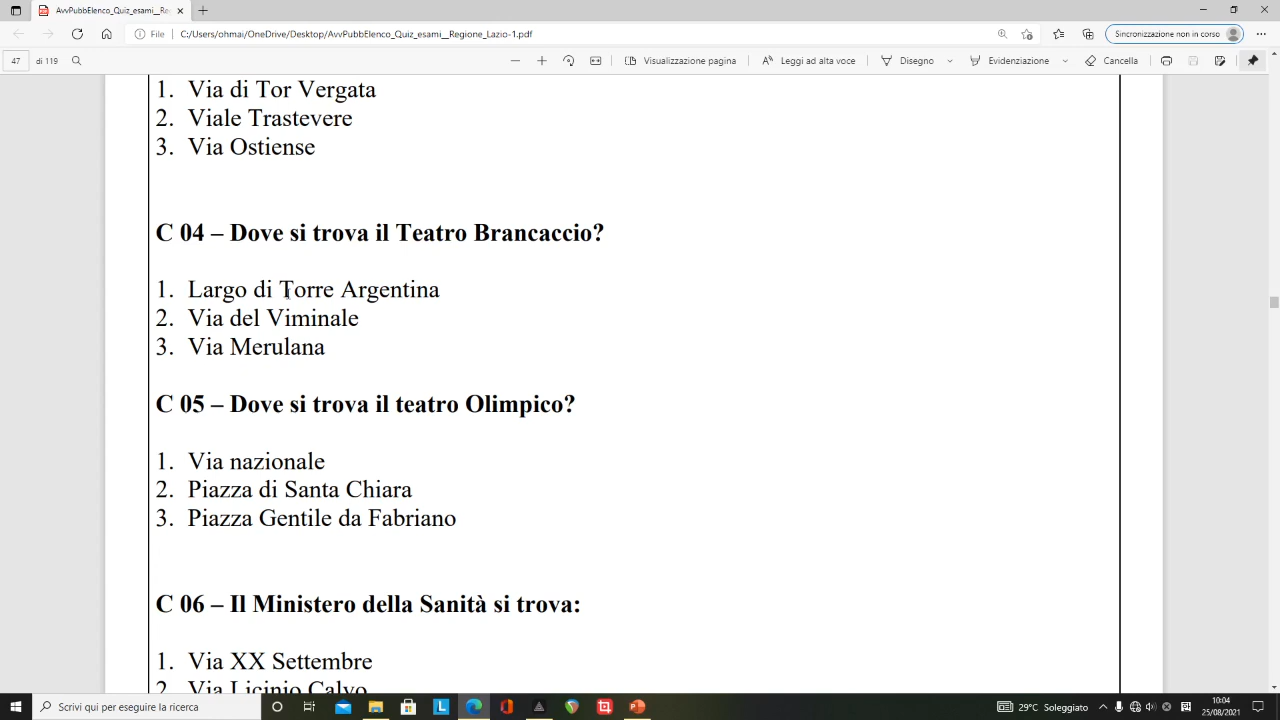 AvvPubbElenco_Quiz_esami__Re
File C:/Users/ohmai/OneDrive/Desktop/AvvPubbElenco_Quiz_esami__Regione_Lazio-1.pdf Sincronizzazione non in corso
47 di 119 Visualizzazione pagina Leggi ad alta voce Disegno Evidenziazione Cancella
1. Via di Tor Vergata
2. Viale Trastevere
3. Via Ostiense
C 04 – Dove si trova il Teatro Brancaccio?
1. Largo di Torre Argentina
2. Via del Viminale
3. Via Merulana
C 05 – Dove si trova il teatro Olimpico?
1. Via nazionale
2. Piazza di Santa Chiara
3. Piazza Gentile da Fabriano
C 06 – Il Ministero della Sanità si trova:
1. Via XX Settembre
2. Via Licinio Calvo
Scrivi qui per eseguire la ricerca 29°C Soleggiato 10:04
25/08/2021